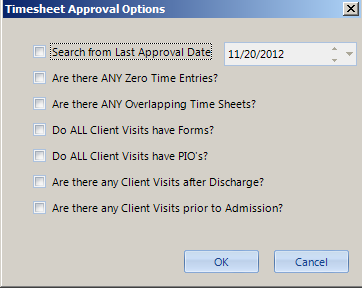 Timesheet Approval Options
Search from Last Approval Date 11/20/2012
Are there ANY Zero Time Entries?
Are there ANY Overlapping Time Sheets?
Do ALL Client Visits have Forms?
Do ALL Client Visits have PIO's?
Are there any Client Visits after Discharge?
Are there any Client Visits prior to Admission?
OK Cancel